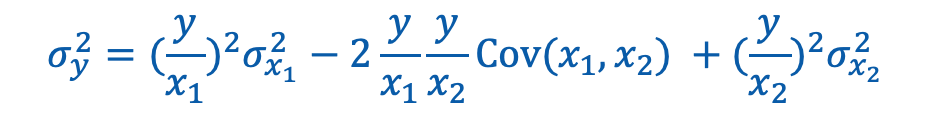 σ_y^2 = (y/x_1)^2 σ_{x_1}^2 − 2 y/x_1 y/x_2 Cov(x_1, x_2) + (y/x_2)^2 σ_{x_2}^2